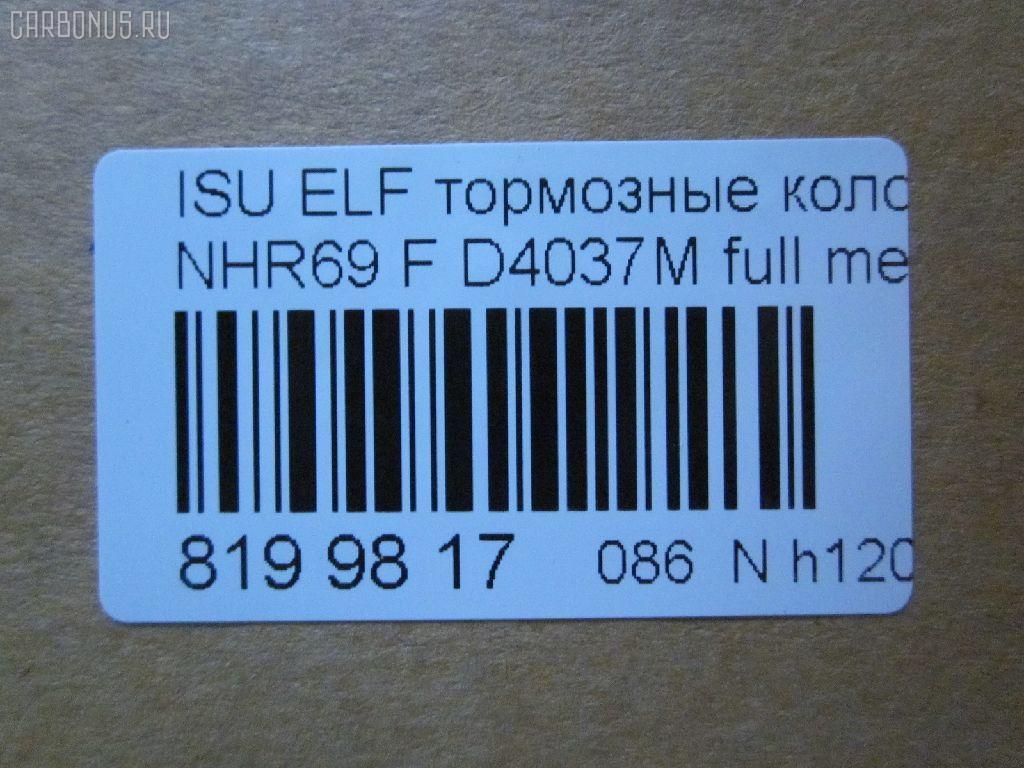 CARBONUS.RU
ISU ELF тормозные коло
NHR69 F D4037M full me
819 98 17 086 N h120